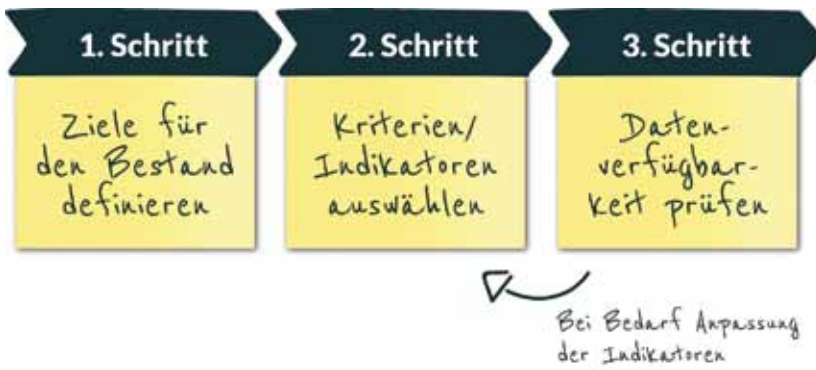 1. Schritt
Ziele für
den Bestand
definieren
2. Schritt
Kriterien/
Indikatoren
auswählen
3. Schritt
Daten-
verfügbar-
keit prüfen
Bei Bedarf Anpassung
der Indikatoren